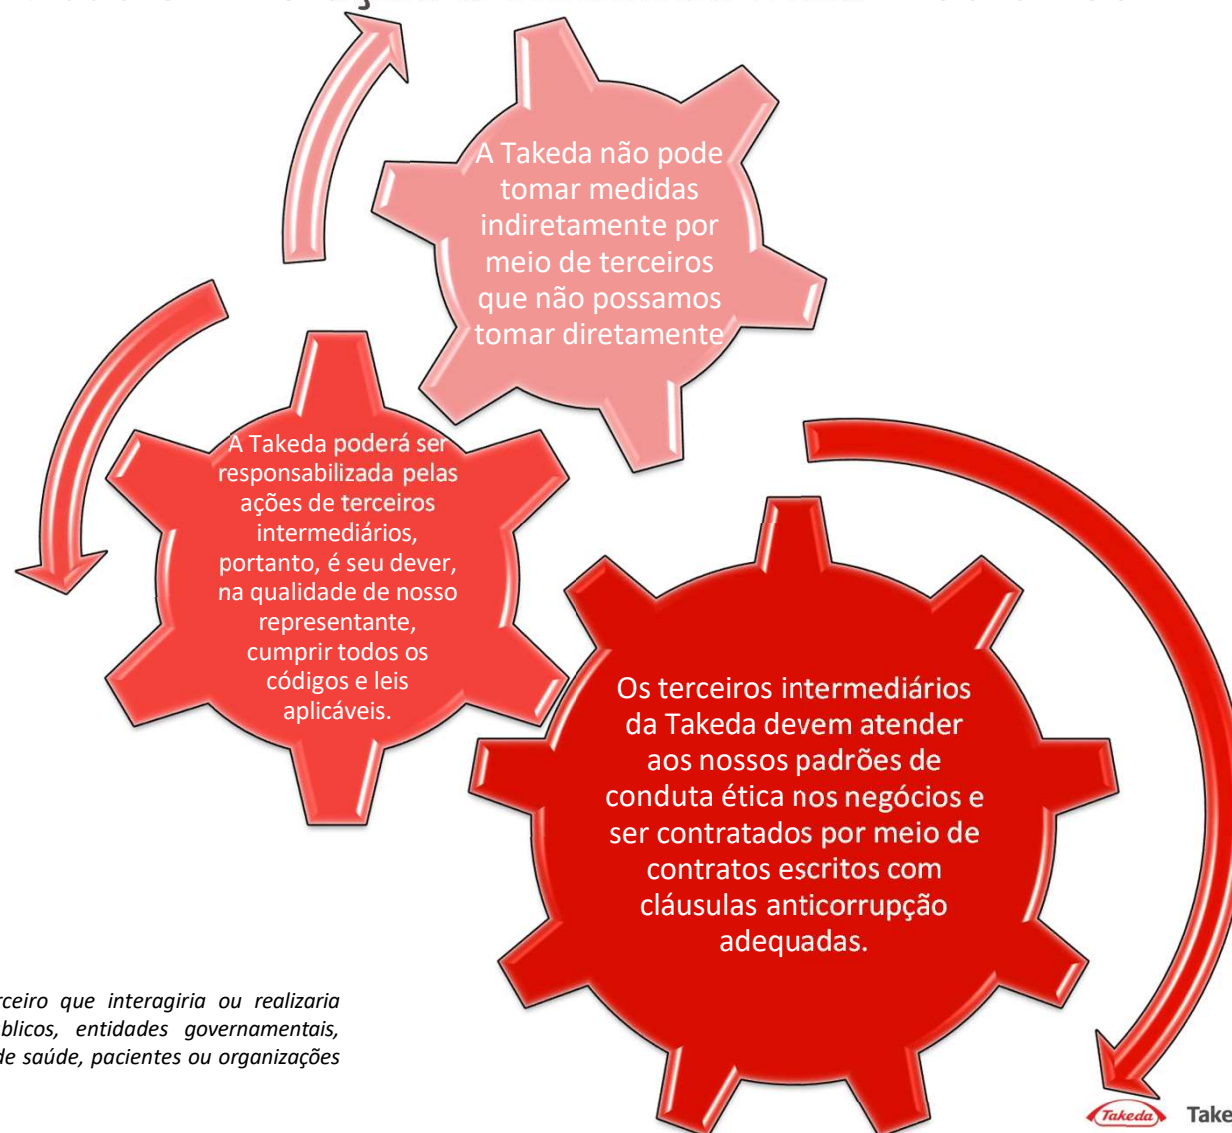 A Takeda não pode
tomar medidas
indiretamente por
meio de terceiros
que não possamos
tomar diretamente
A Takeda poderá ser
responsabilizada pelas
ações de terceiros
intermediários,
portanto, é seu dever,
na qualidade de nosso
representante,
cumprir todos os
códigos e leis
aplicáveis.
Os terceiros intermediários
da Takeda devem atender
aos nossos padrões de
conduta ética nos negócios e
ser contratados por meio de
contratos escritos com
cláusulas anticorrupção
adequadas.
que interagiria ou realizaria
entidades governamentais,
de saúde, pacientes ou organizações
Takeda